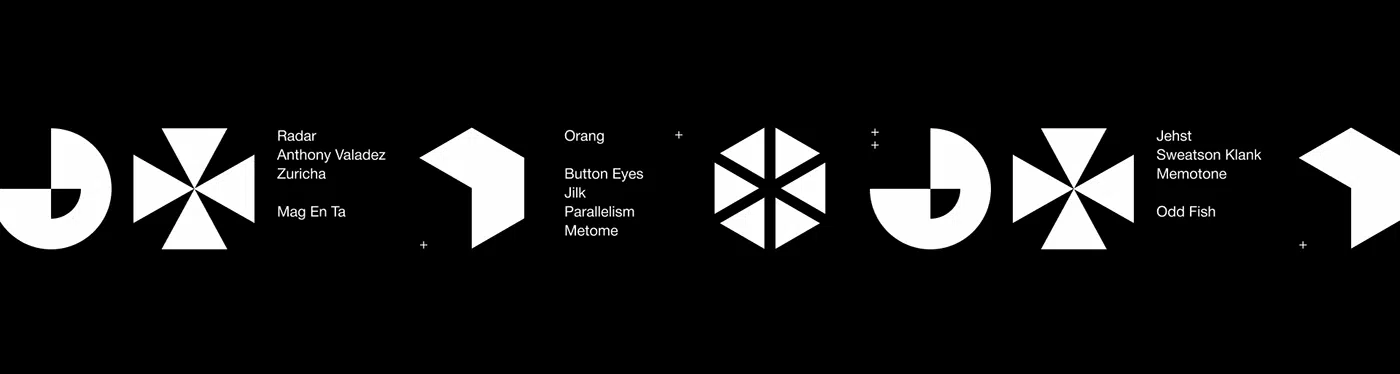 Radar
Anthony Valadez
Zuricha
Mag En Ta
+
Orang
Button Eyes
Jilk
Parallelism
Metome
+
+
+
Jehst
Sweatson Klank
Memotone
Odd Fish
+